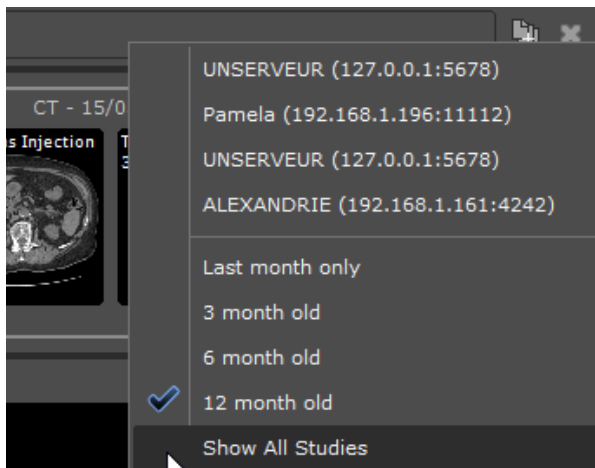 UNSERVEUR (127.0.0.1:5678)
CT - 15/0
Pamela (192.168.1.196:11112)
is Injection
T
3
UNSERVEUR (127.0.0.1:5678)
ALEXANDRIE (192.168.1.161:4242)
Last month only
3 month old
6 month old
12 month old
Show All Studies